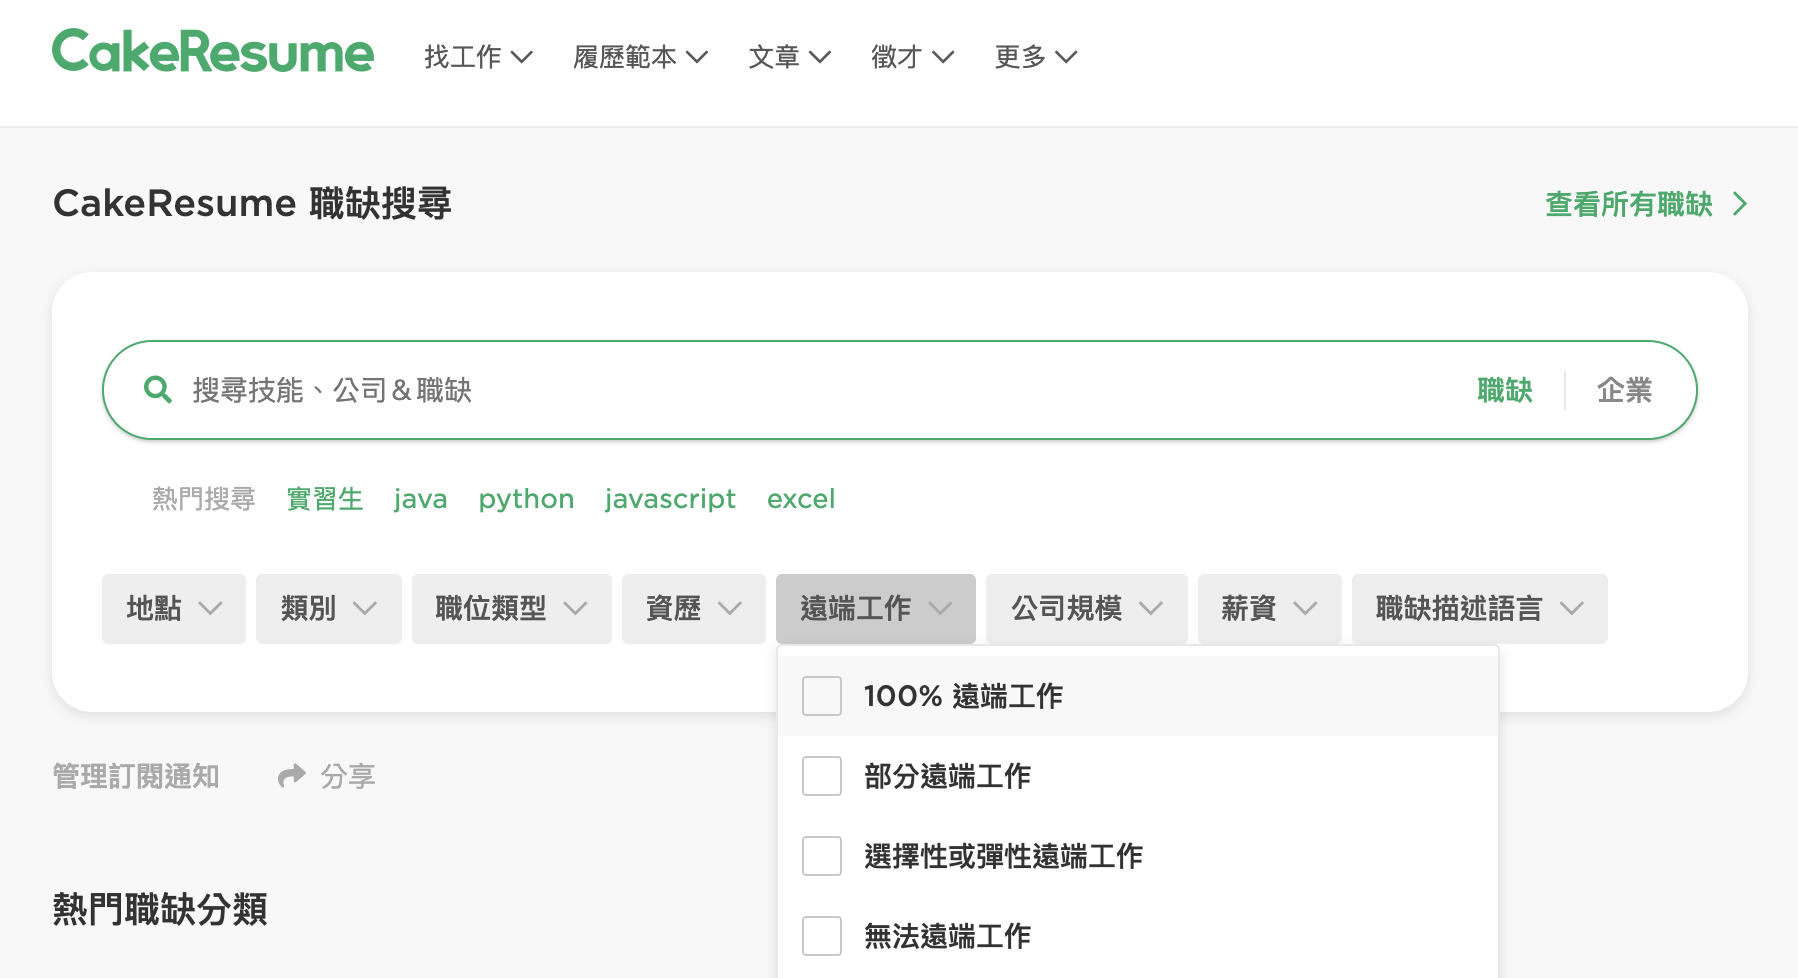 CakeResume 找工作 履歷範本 文章 徵才 更多
CakeResume 職缺搜尋 查看所有職缺
搜尋技能、公司＆職缺 職缺 企業
熱門搜尋 實習生 java python javascript excel
地點 類別 職位類型 資歷 遠端工作 公司規模 薪資 職缺描述語言
100% 遠端工作
部分遠端工作
選擇性或彈性遠端工作
無法遠端工作
管理訂閱通知 分享
熱門職缺分類